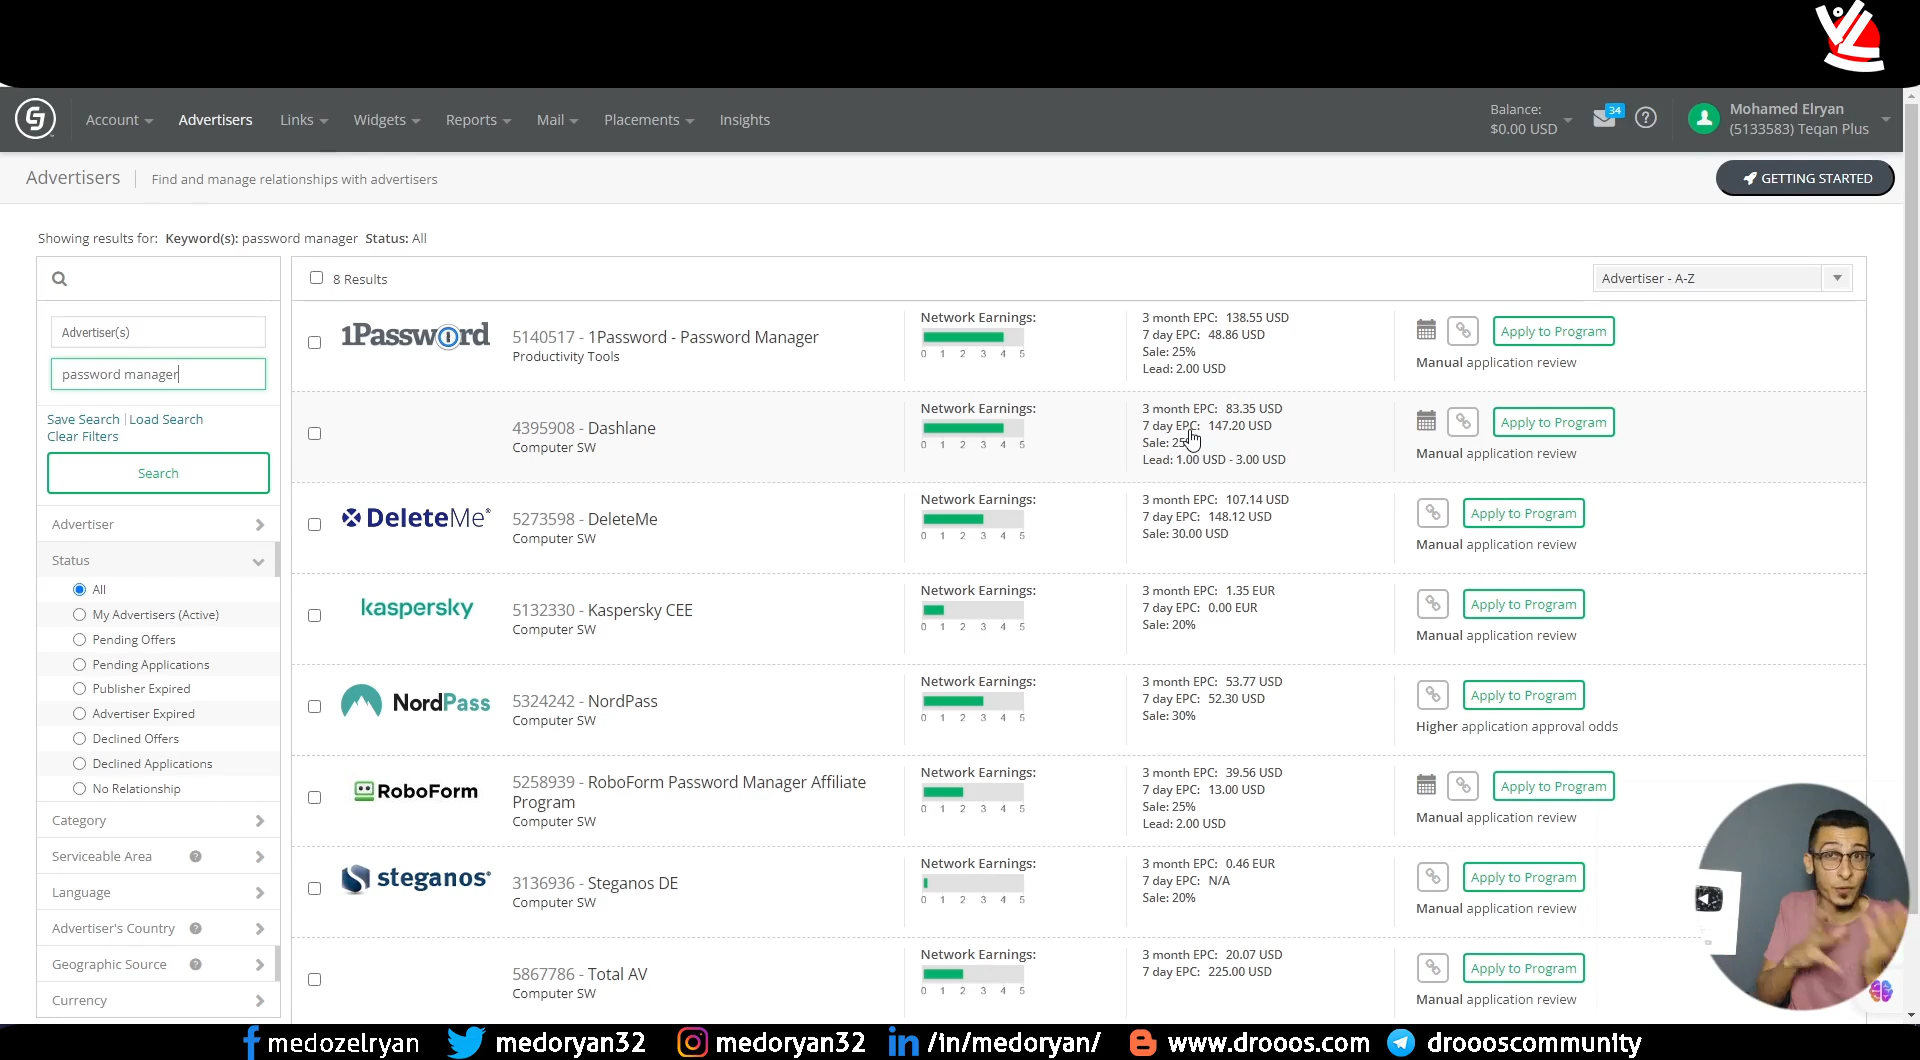 Account
Advertisers
Links
Widgets
Reports
Mail
Placements
Insights
Balance:
$0.00 USD
34
Mohamed Elryan
(5133583) Teqan Plus
Advertisers
Find and manage relationships with advertisers
GETTING STARTED
Showing results for: Keyword(s): password manager Status: All
8 Results
Advertiser - A-Z
Advertiser(s)
password manager
Save Search | Load Search
Clear Filters
Search
Advertiser
Status
All
My Advertisers (Active)
Pending Offers
Pending Applications
Publisher Expired
Advertiser Expired
Declined Offers
Declined Applications
No Relationship
Category
Serviceable Area
Language
Advertiser's Country
Geographic Source
Currency
1Password
5140517 - 1Password - Password Manager
Productivity Tools
Network Earnings:
0 1 2 3 4 5
3 month EPC: 138.55 USD
7 day EPC: 48.86 USD
Sale: 25%
Lead: 2.00 USD
Apply to Program
Manual application review
4395908 - Dashlane
Computer SW
Network Earnings:
0 1 2 3 4 5
3 month EPC: 83.35 USD
7 day EPC: 147.20 USD
Sale: 25
Lead: 1.00 USD - 3.00 USD
Apply to Program
Manual application review
DeleteMe®
5273598 - DeleteMe
Computer SW
Network Earnings:
0 1 2 3 4 5
3 month EPC: 107.14 USD
7 day EPC: 148.12 USD
Sale: 30.00 USD
Apply to Program
Manual application review
kaspersky
5132330 - Kaspersky CEE
Computer SW
Network Earnings:
0 1 2 3 4 5
3 month EPC: 1.35 EUR
7 day EPC: 0.00 EUR
Sale: 20%
Apply to Program
Manual application review
NordPass
5324242 - NordPass
Computer SW
Network Earnings:
0 1 2 3 4 5
3 month EPC: 53.77 USD
7 day EPC: 52.30 USD
Sale: 30%
Apply to Program
Higher application approval odds
RoboForm
5258939 - RoboForm Password Manager Affiliate
Program
Computer SW
Network Earnings:
0 1 2 3 4 5
3 month EPC: 39.56 USD
7 day EPC: 13.00 USD
Sale: 25%
Lead: 2.00 USD
Apply to Program
Manual application review
steganos®
3136936 - Steganos DE
Computer SW
Network Earnings:
0 1 2 3 4 5
3 month EPC: 0.46 EUR
7 day EPC: N/A
Sale: 20%
Apply to Program
Manual application review
5867786 - Total AV
Computer SW
Network Earnings:
0 1 2 3 4 5
3 month EPC: 20.07 USD
7 day EPC: 225.00 USD
Apply to Program
Manual application review
medozelryan
medoryan32
medoryan32
/in/medoryan/
www.drooos.com
droooscommunity